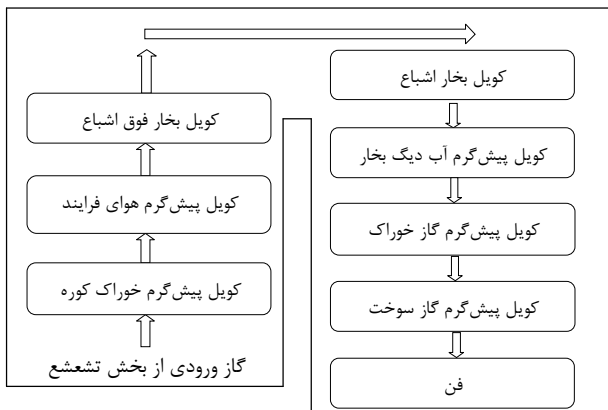 کویل بخار اشباع
کویل بخار فوق اشباع
کویل پیش‌گرم آب دیگ بخار
کویل پیش‌گرم هوای فرایند
کویل پیش‌گرم گاز خوراک
کویل پیش‌گرم خوراک کوره
کویل پیش‌گرم گاز سوخت
گاز ورودی از بخش تشعشع
فن